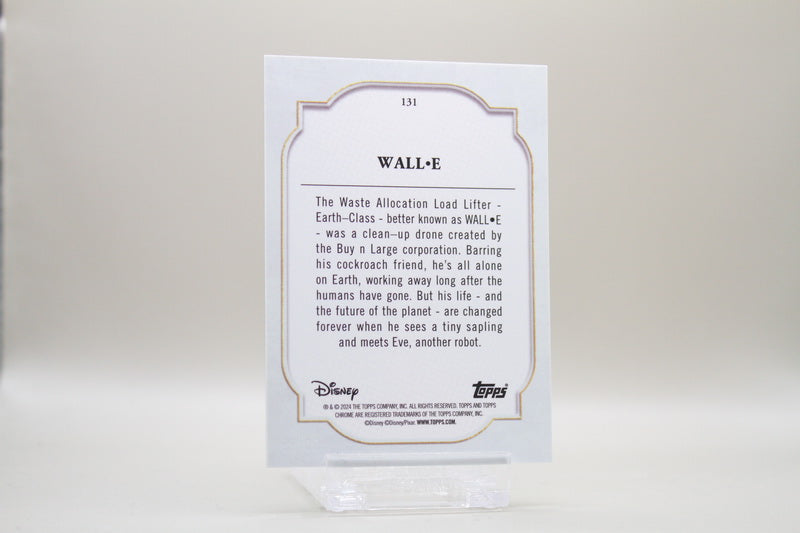 131
WALL•E
The Waste Allocation Load Lifter -
Earth–Class - better known as WALL•E
- was a clean–up drone created by
the Buy n Large corporation. Barring
his cockroach friend, he's all alone
on Earth, working away long after the
humans have gone. But his life - and
the future of the planet - are changed
forever when he sees a tiny sapling
and meets Eve, another robot.
Disney
topps
® & © 2024 THE TOPPS COMPANY, INC. ALL RIGHTS RESERVED. TOPPS AND TOPPS
CHROME ARE REGISTERED TRADEMARKS OF THE TOPPS COMPANY, INC.
©Disney ©Disney/Pixar. WWW.TOPPS.COM.